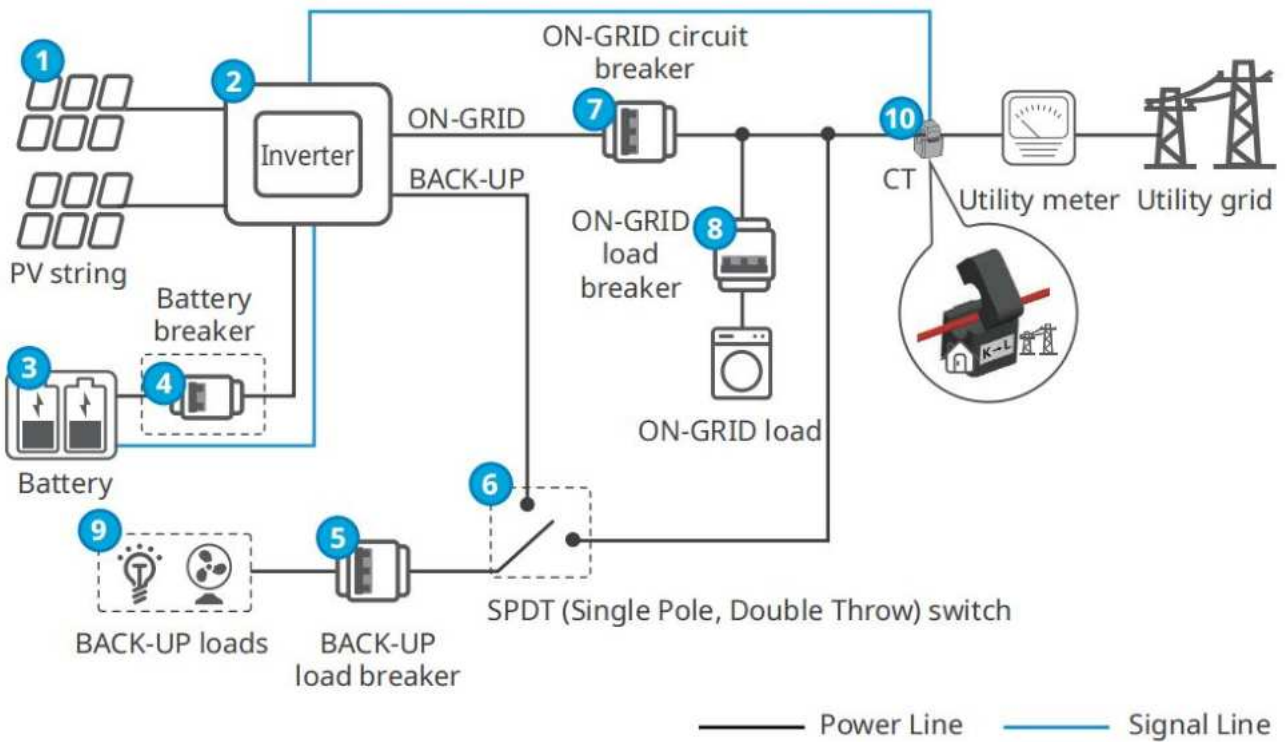 ON-GRID circuit
breaker
1
2
7
10
ON-GRID
Inverter
CT
BACK-UP
Utility meter
Utility grid
PV string
ON-GRID
load
breaker
8
K→L
Battery
breaker
3
4
ON-GRID load
Battery
6
9
5
SPDT (Single Pole, Double Throw) switch
BACK-UP loads
BACK-UP
load breaker
Power Line
Signal Line